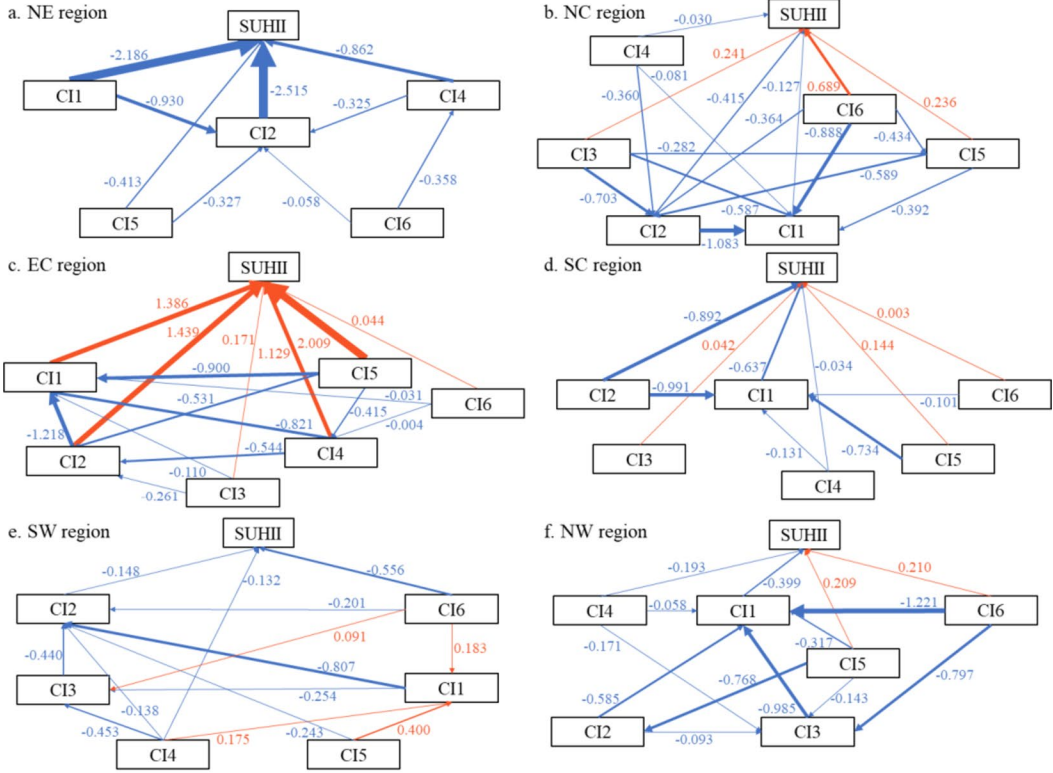 a. NE region
SUHII
-2.186
-0.862
CI1
CI4
-0.930
-2.515
-0.325
CI2
-0.413
-0.327
-0.058
-0.358
CI5
CI6
b. NC region
-0.030
SUHII
CI4
0.241
-0.081
-0.127
0.689
0.236
-0.360
-0.415
CI6
-0.364
-0.888
-0.434
CI3
-0.282
CI5
-0.589
-0.703
-0.587
-0.392
CI2
CI1
-1.083
c. EC region
SUHII
1.386
1.439
0.171
1.129
2.009
0.044
CI1
-0.900
CI5
-0.531
-0.031
CI6
-0.415
-0.004
-0.821
-1.218
CI2
-0.544
CI4
-0.110
-0.261
CI3
d. SC region
SUHII
-0.892
0.003
0.042
0.144
-0.637
-0.034
CI2
-0.991
CI1
-0.101
CI6
-0.734
-0.131
CI3
CI5
CI4
e. SW region
SUHII
-0.148
-0.132
-0.556
CI2
-0.201
CI6
0.091
0.183
-0.440
-0.807
CI3
-0.254
CI1
-0.138
-0.453
0.175
-0.243
0.400
CI4
CI5
f. NW region
SUHII
-0.193
-0.399
0.209
0.210
CI4
-0.058
CI1
-1.221
CI6
-0.171
-0.317
CI5
-0.768
-0.797
-0.585
-0.143
-0.985
CI2
-0.093
CI3